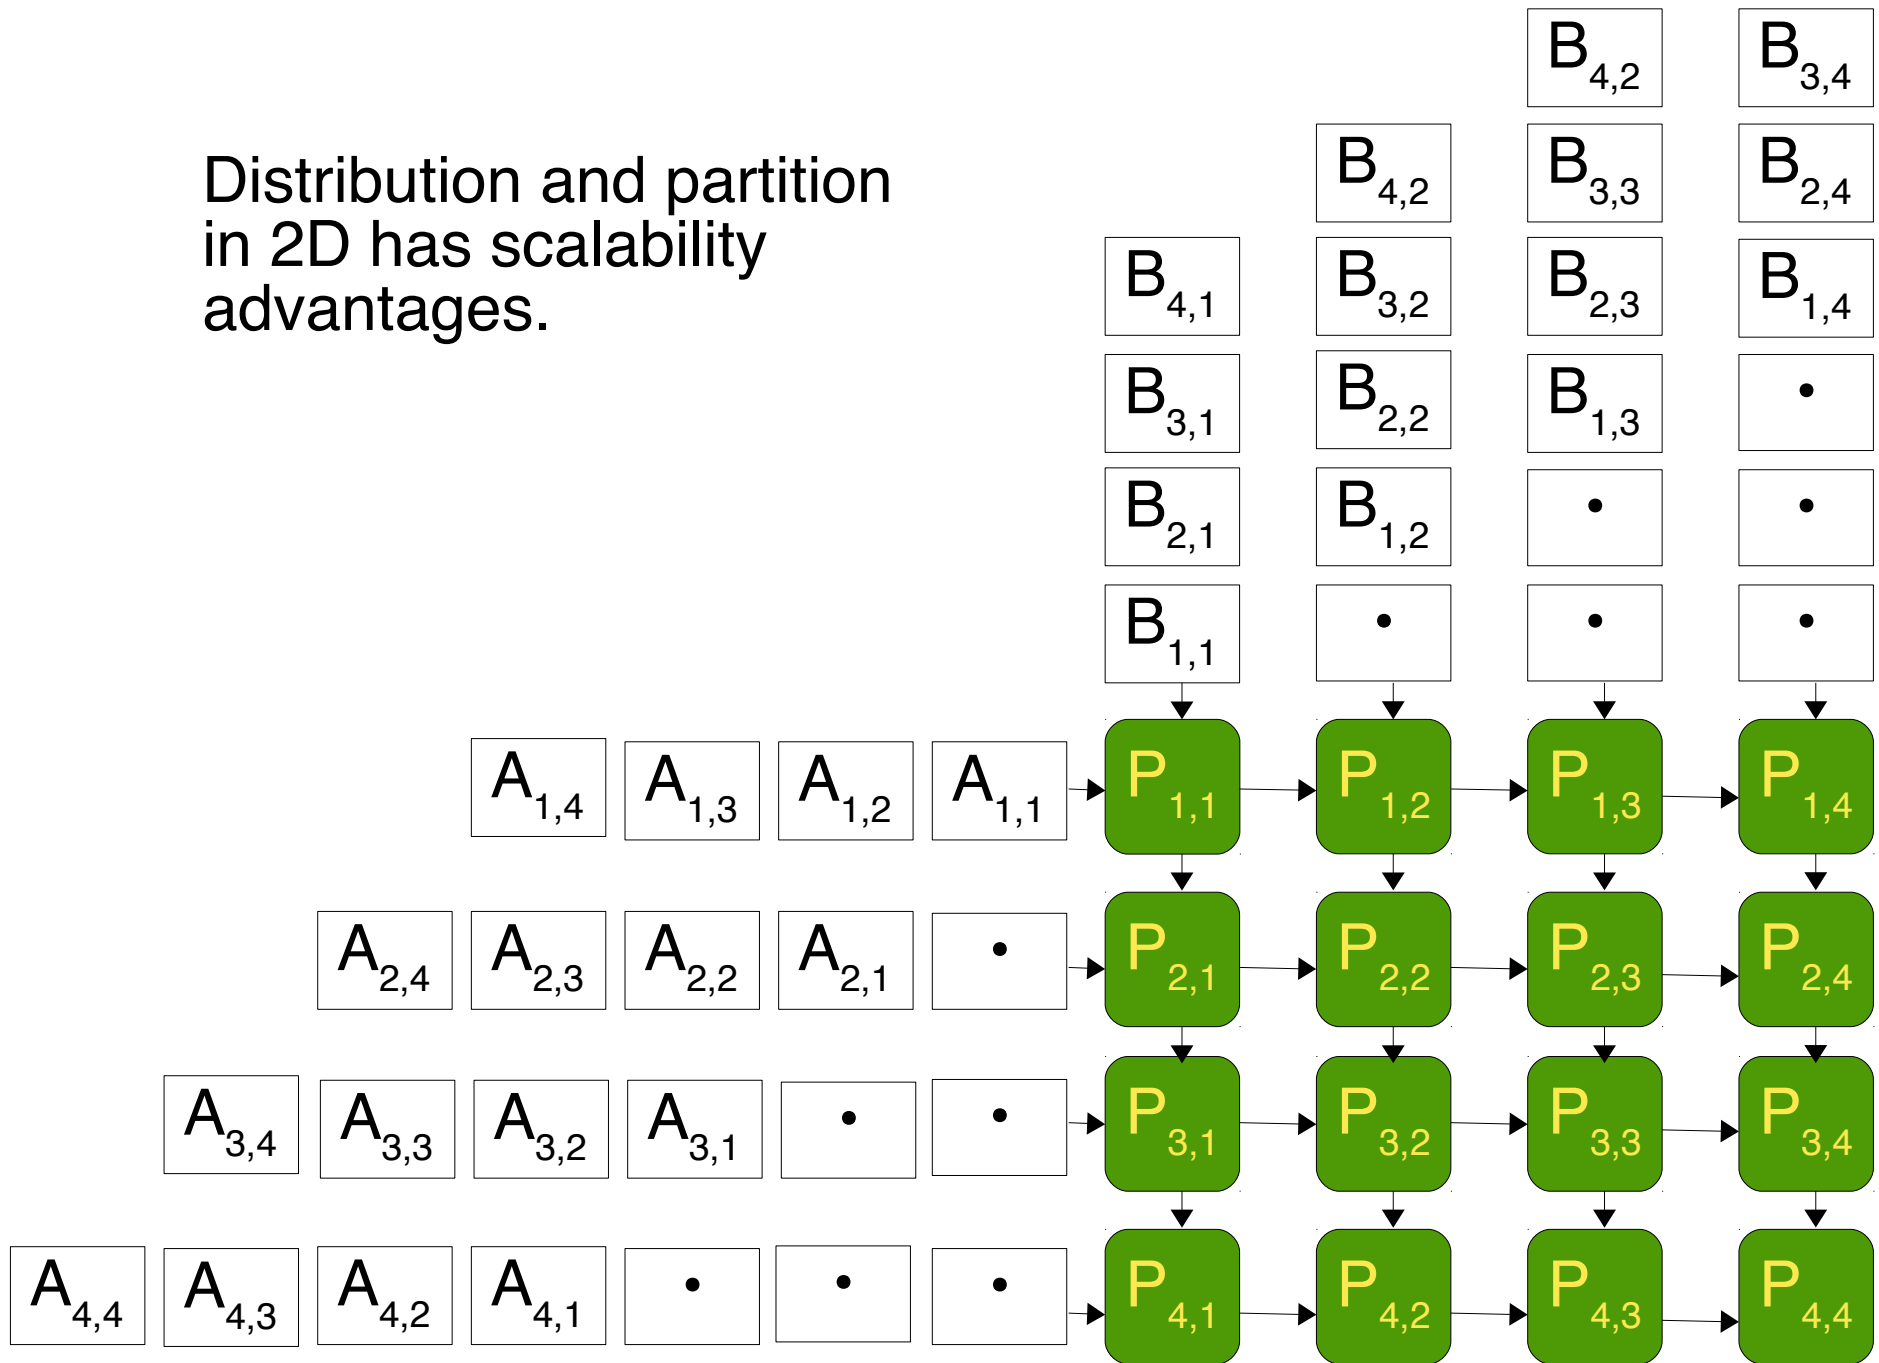 B4,2 B3,4
B4,2 B3,3 B2,4
Distribution and partition
in 2D has scalability
advantages.
B4,1 B3,2 B2,3 B1,4
B3,1 B2,2 B1,3 •
B2,1 B1,2 • •
B1,1 • • •
A1,4 A1,3 A1,2 A1,1 P1,1 P1,2 P1,3 P1,4
A2,4 A2,3 A2,2 A2,1 • P2,1 P2,2 P2,3 P2,4
A3,4 A3,3 A3,2 A3,1 • • P3,1 P3,2 P3,3 P3,4
A4,4 A4,3 A4,2 A4,1 • • • P4,1 P4,2 P4,3 P4,4